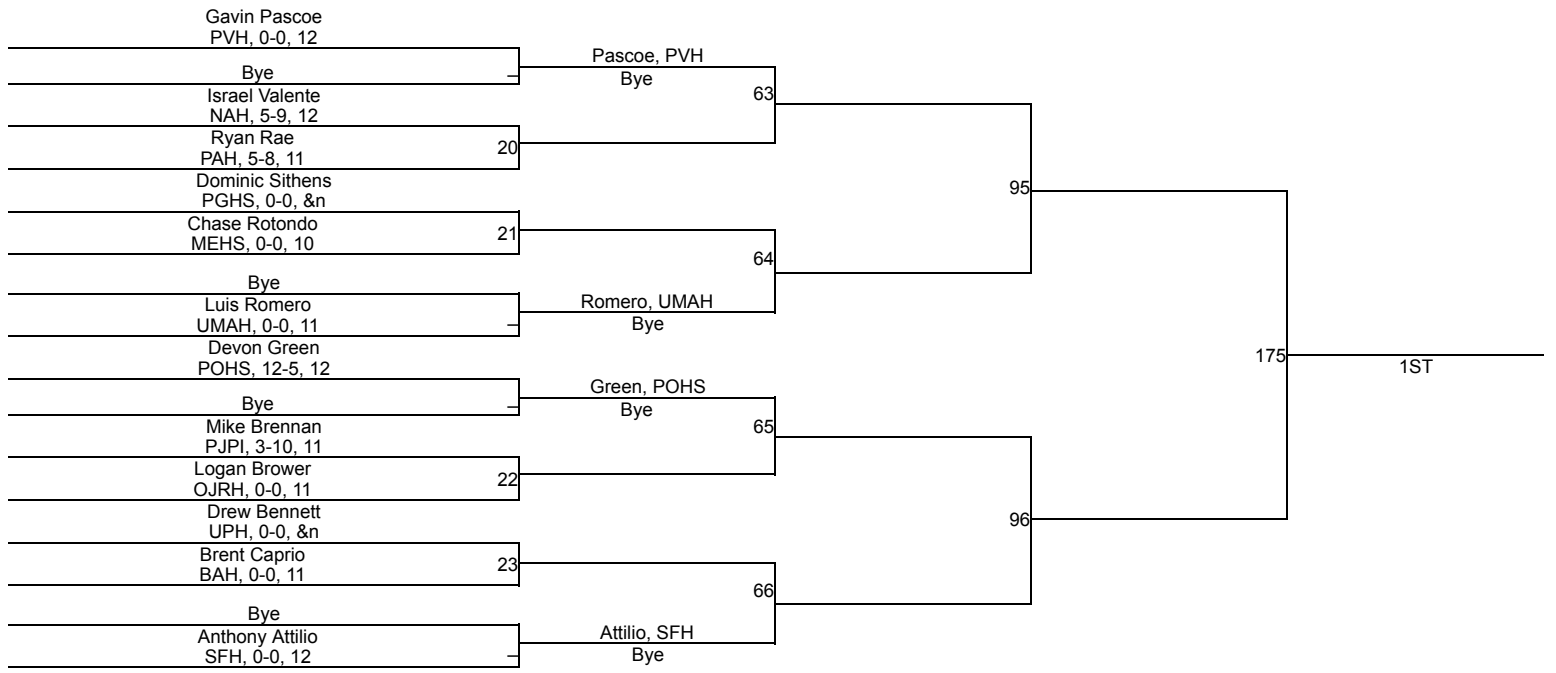 Gavin Pascoe
PVH, 0-0, 12
Bye
Israel Valente
NAH, 5-9, 12
Ryan Rae
PAH, 5-8, 11
Dominic Sithens
PGHS, 0-0, &n
Chase Rotondo
MEHS, 0-0, 10
Bye
Luis Romero
UMAH, 0-0, 11
Devon Green
POHS, 12-5, 12
Bye
Mike Brennan
PJPI, 3-10, 11
Logan Brower
OJRH, 0-0, 11
Drew Bennett
UPH, 0-0, &n
Brent Caprio
BAH, 0-0, 11
Bye
Anthony Attilio
SFH, 0-0, 12
–
20
21
–
–
22
23
–
Pascoe, PVH
Bye
Romero, UMAH
Bye
Green, POHS
Bye
Attilio, SFH
Bye
63
64
65
66
95
96
175
1ST